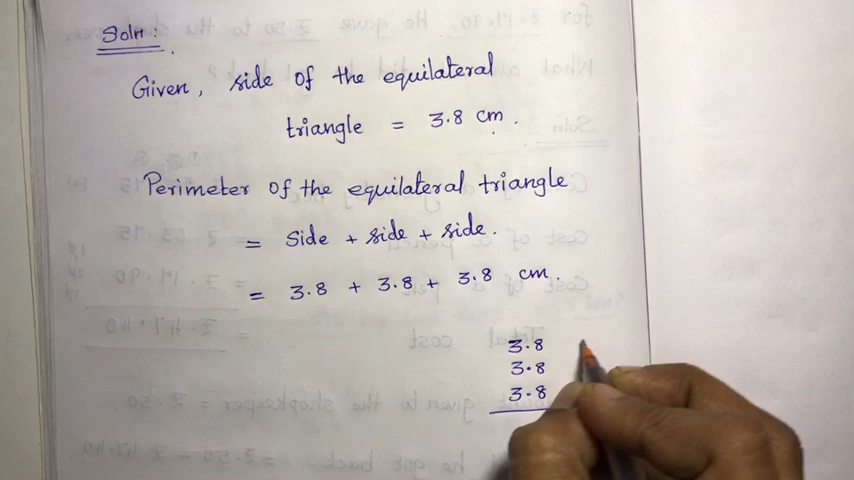 Soln:
Given, side of the equilateral
triangle = 3.8 cm.
Perimeter of the equilateral triangle
= Side + side + side.
= 3.8 + 3.8 + 3.8 cm.
3.8
3.8
3.8